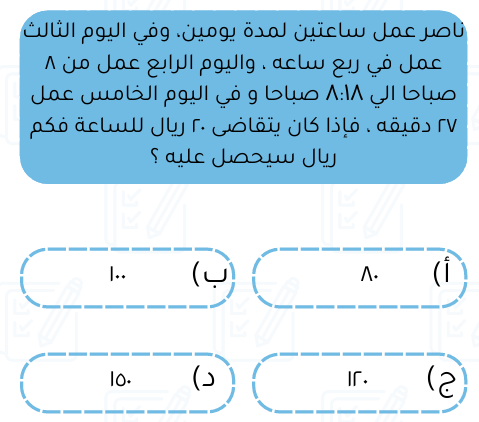 ناصر عمل ساعتين لمدة يومين، وفي اليوم الثالث
عمل في ربع ساعه ، واليوم الرابع عمل من ٨
صباحا الي ٨:١٨ صباحا و في اليوم الخامس عمل
٢٧ دقيقه ، فإذا كان يتقاضى ٢٠ ريال للساعة فكم
ريال سيحصل عليه ؟
أ) ٨٠
ب) ١٠٠
ج) ١٢٠
د) ١٥٠